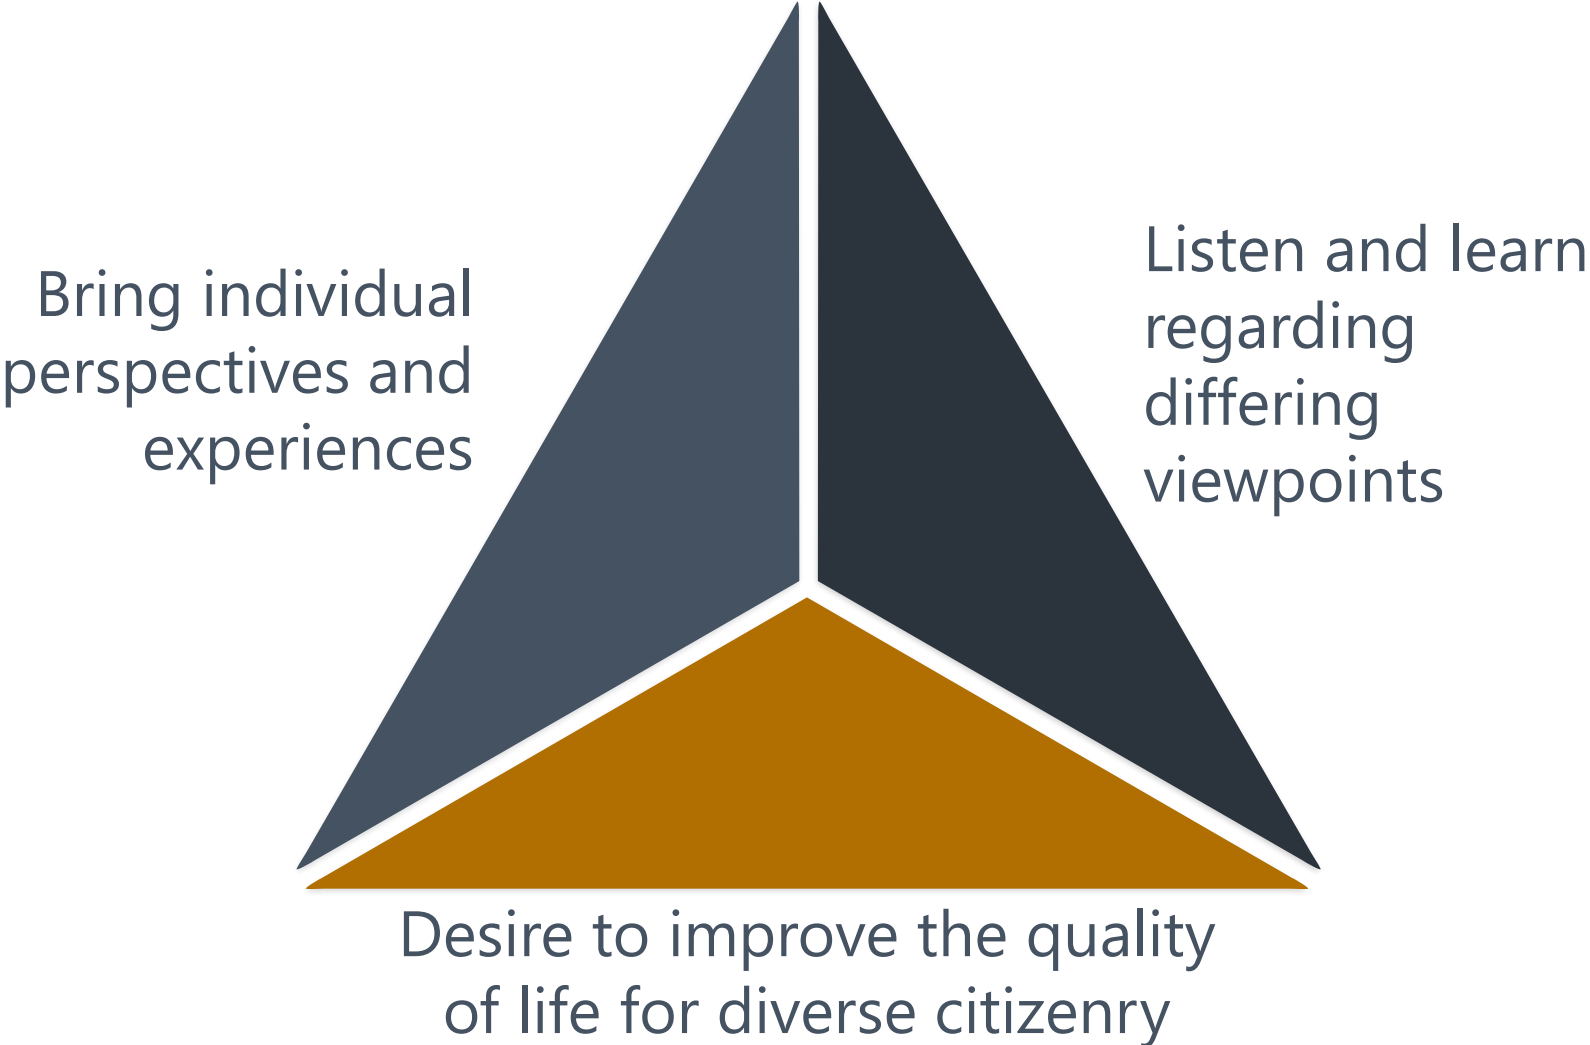 Bring individual
perspectives and
experiences
Listen and learn
regarding
differing
viewpoints
Desire to improve the quality
of life for diverse citizenry